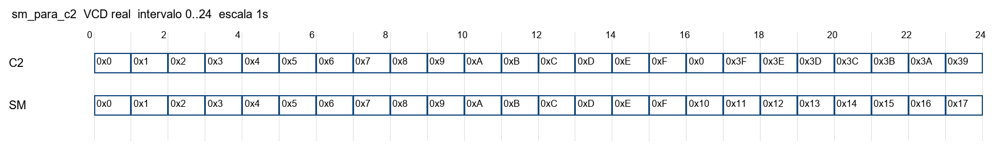 sm_para_c2  VCD real  intervalo 0..24  escala 1s
0 2 4 6 8 10 12 14 16 18 20 22 24
C2 0x0 0x1 0x2 0x3 0x4 0x5 0x6 0x7 0x8 0x9 0xA 0xB 0xC 0xD 0xE 0xF 0x0 0x3F 0x3E 0x3D 0x3C 0x3B 0x3A 0x39
SM 0x0 0x1 0x2 0x3 0x4 0x5 0x6 0x7 0x8 0x9 0xA 0xB 0xC 0xD 0xE 0xF 0x10 0x11 0x12 0x13 0x14 0x15 0x16 0x17